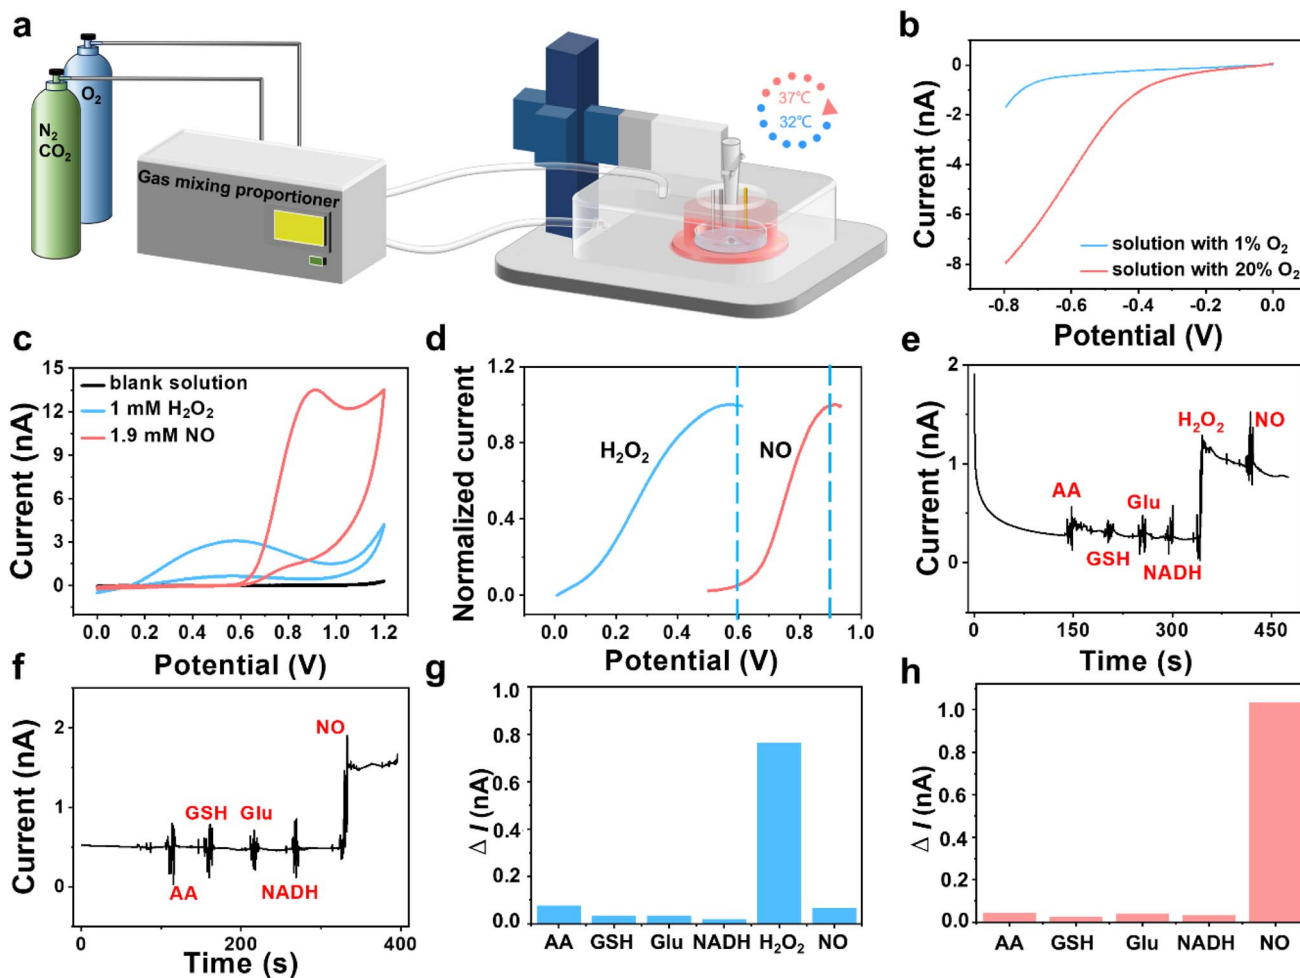 a
O₂
N₂
CO₂
Gas mixing proportioner
37℃
32℃
b
Current (nA)
0
-2
-4
-6
-8
solution with 1% O₂
solution with 20% O₂
-0.8
-0.6
-0.4
-0.2
0.0
Potential (V)
c
Current (nA)
15
12
9
6
3
0
blank solution
1 mM H₂O₂
1.9 mM NO
0.0
0.2
0.4
0.6
0.8
1.0
1.2
Potential (V)
d
Normalized current
1.2
0.8
0.4
0.0
H₂O₂
NO
0.0
0.2
0.4
0.6
0.8
1.0
Potential (V)
e
Current (nA)
2
1
0
AA
GSH
Glu
NADH
H₂O₂
NO
0
150
300
450
Time (s)
f
Current (nA)
2
1
0
AA
GSH
Glu
NADH
NO
0
200
400
Time (s)
g
Δ I (nA)
1.0
0.8
0.6
0.4
0.2
0.0
AA
GSH
Glu
NADH
H₂O₂
NO
h
Δ I (nA)
1.0
0.8
0.6
0.4
0.2
0.0
AA
GSH
Glu
NADH
NO